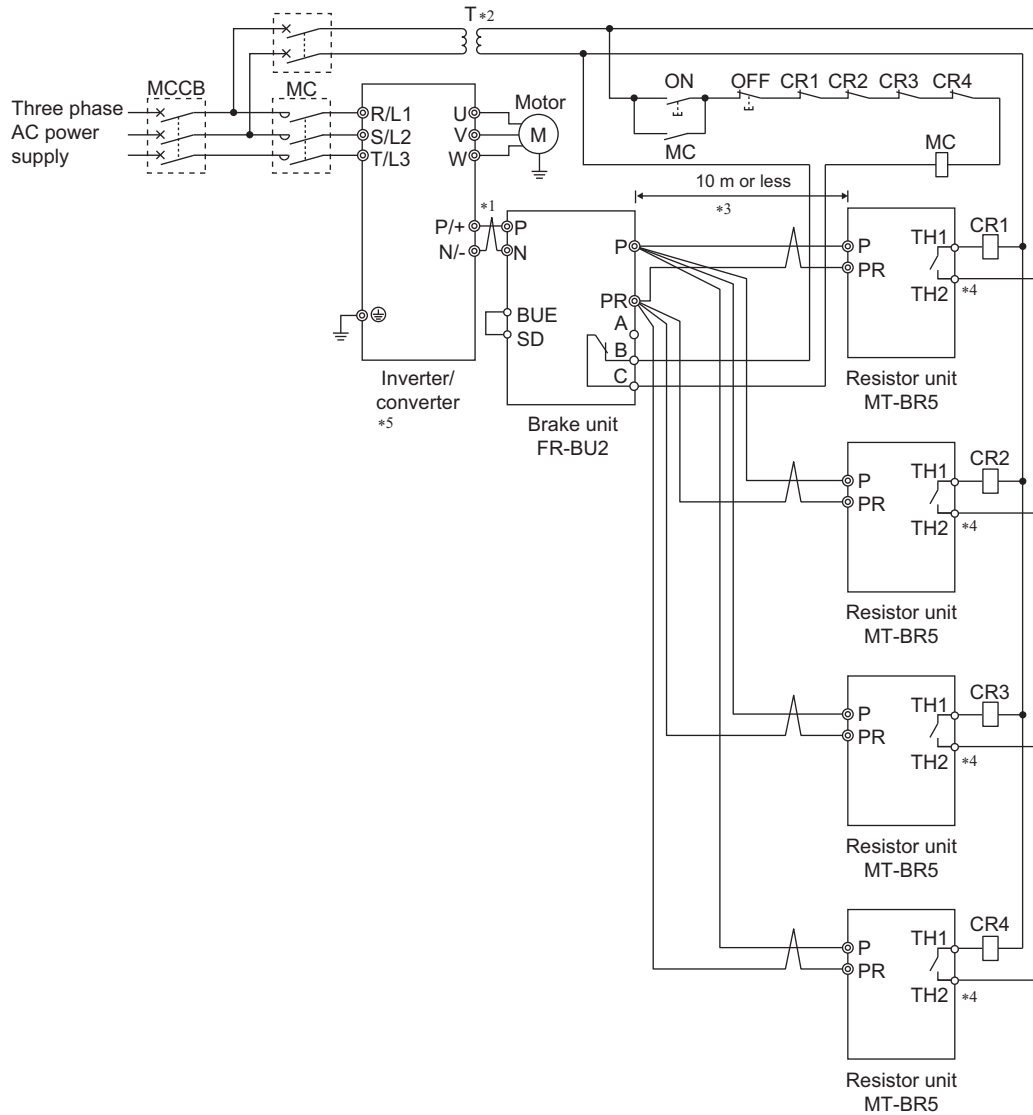 T *2
ON OFF CR1 CR2 CR3 CR4
MCCB MC
Three phase
AC power
supply
R/L1
S/L2
T/L3
U
V
W
Motor
M
MC
MC
10 m or less
*3
*1
P/+
N/-
P
N
BUE
SD
P
PR
A
B
C
Inverter/
converter
*5
Brake unit
FR-BU2
P
PR
TH1
TH2
CR1
*4
Resistor unit
MT-BR5
P
PR
TH1
TH2
CR2
*4
Resistor unit
MT-BR5
P
PR
TH1
TH2
CR3
*4
Resistor unit
MT-BR5
P
PR
TH1
TH2
CR4
*4
Resistor unit
MT-BR5